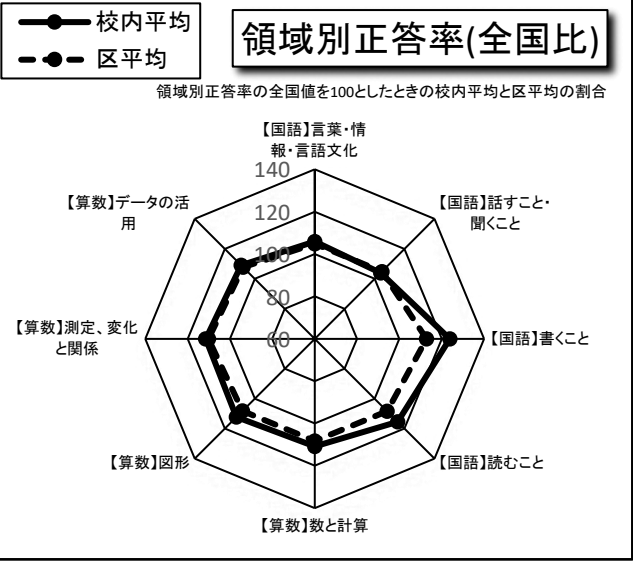 校内平均
区平均
領域別正答率(全国比)
領域別正答率の全国値を100としたときの校内平均と区平均の割合
【国語】言葉・情
報・言語文化
140
120
100
80
60
【国語】話すこと・
聞くこと
【国語】書くこと
【国語】読むこと
【算数】数と計算
【算数】図形
【算数】測定、変化
と関係
【算数】データの活
用